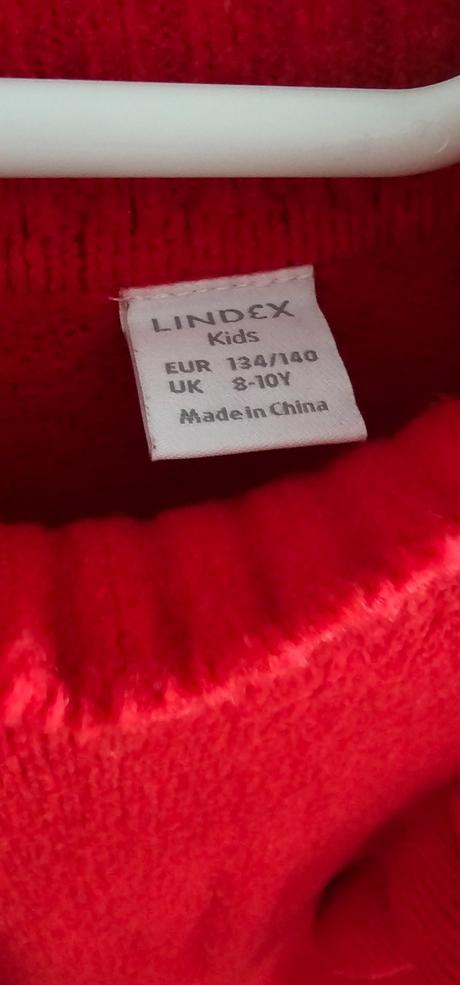 LINDEX
Kids
EUR 134/140
UK 8-10Y
Made in China